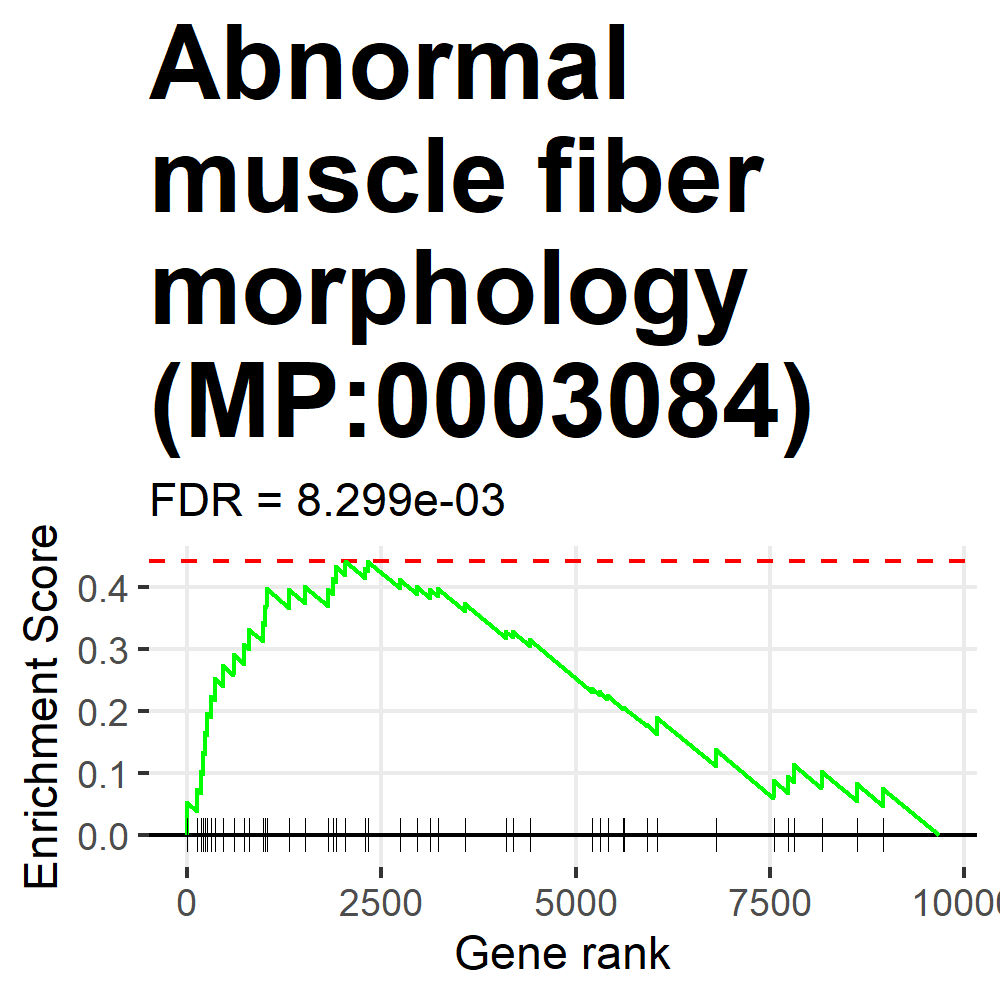 Abnormal
muscle fiber
morphology
(MP:0003084)
FDR = 8.299e-03
Enrichment Score
0.4
0.3
0.2
0.1
0.0
0
2500
5000
7500
10000
Gene rank